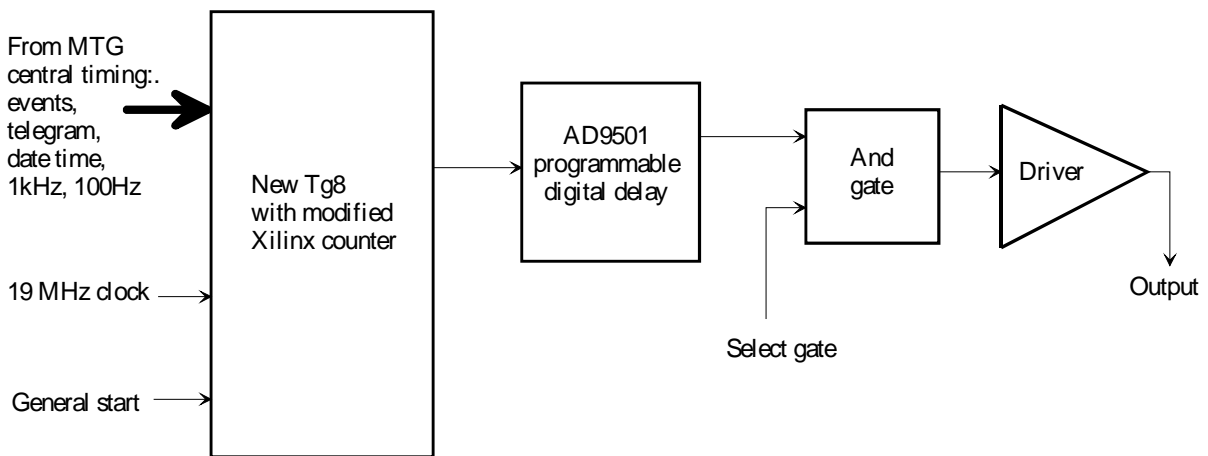 From MTG
central timing:.
events,
telegram,
date time,
1kHz, 100Hz
19 MHz clock
General start
New Tg8
with modified
Xilinx counter
AD9501
programmable
digital delay
And
gate
Select gate
Driver
Output